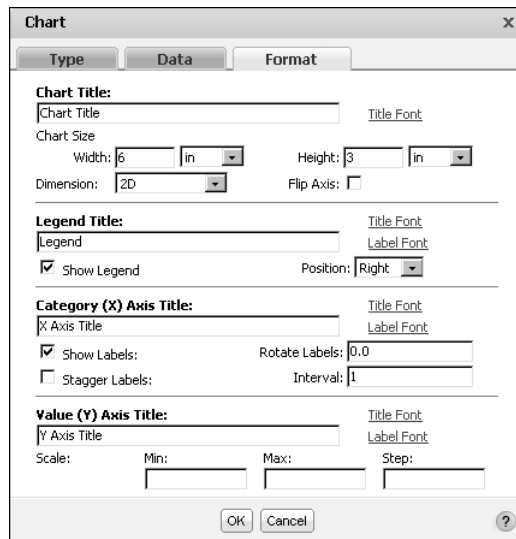 Chart x
Type Data Format
Chart Title:
Chart Title Title Font
Chart Size
Width: 6 in Height: 3 in
Dimension: 2D Flip Axis:
Legend Title: Title Font
Legend Label Font
Show Legend Position: Right
Category (X) Axis Title: Title Font
X Axis Title Label Font
Show Labels: Rotate Labels: 0.0
Stagger Labels: Interval: 1
Value (Y) Axis Title: Title Font
Y Axis Title Label Font
Scale: Min: Max: Step:
OK Cancel ?